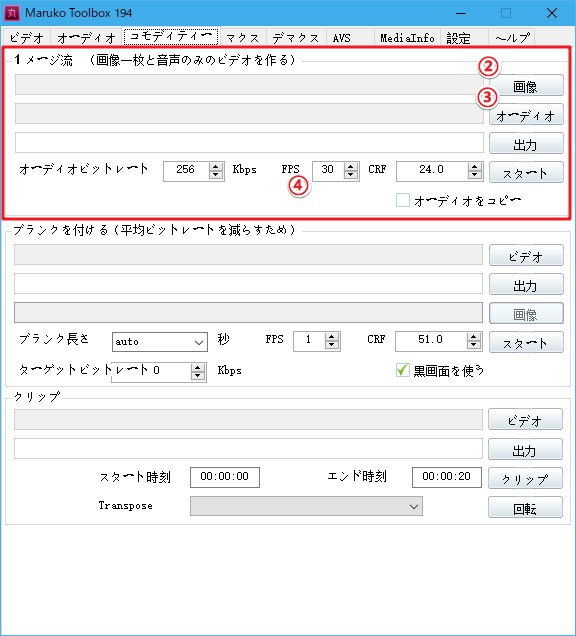 丸 Maruko Toolbox 194
ビデオ オーディオ コモディティー マクス デマクス AVS MediaInfo 設定 ヘルプ
1メージ流 (画像一枚と音声のみのビデオを作る) ②
画像
③
オーディオ
出力
オーディオビットレート 256 Kbps FPS 30 CRF 24.0 スタート
④
オーディオをコピー
ブランクを付ける(平均ビットレートを減らすため)
ビデオ
出力
画像
ブランク長さ auto 秒 FPS 1 CRF 51.0 スタート
ターゲットビットレート 0 Kbps 黒画面を使う
クリップ
ビデオ
出力
スタート時刻 00:00:00 エンド時刻 00:00:20 クリップ
Transpose 回転